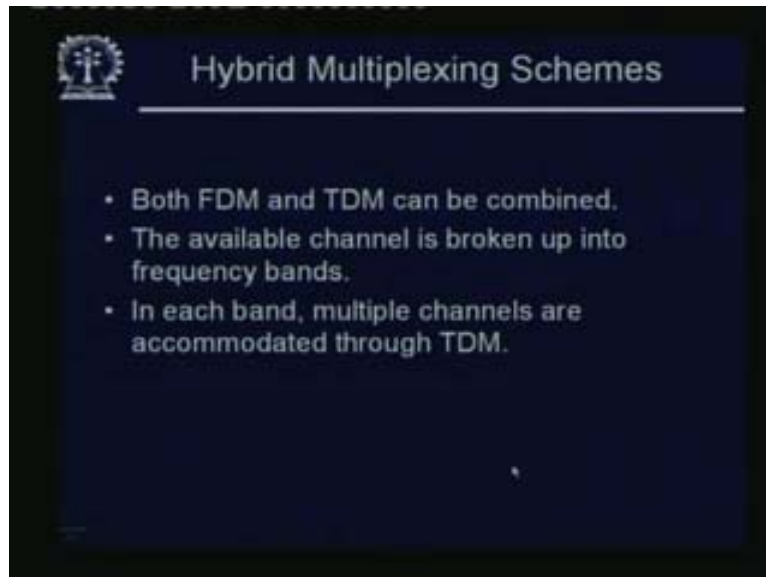 Hybrid Multiplexing Schemes
• Both FDM and TDM can be combined.
• The available channel is broken up into
frequency bands.
• In each band, multiple channels are
accommodated through TDM.